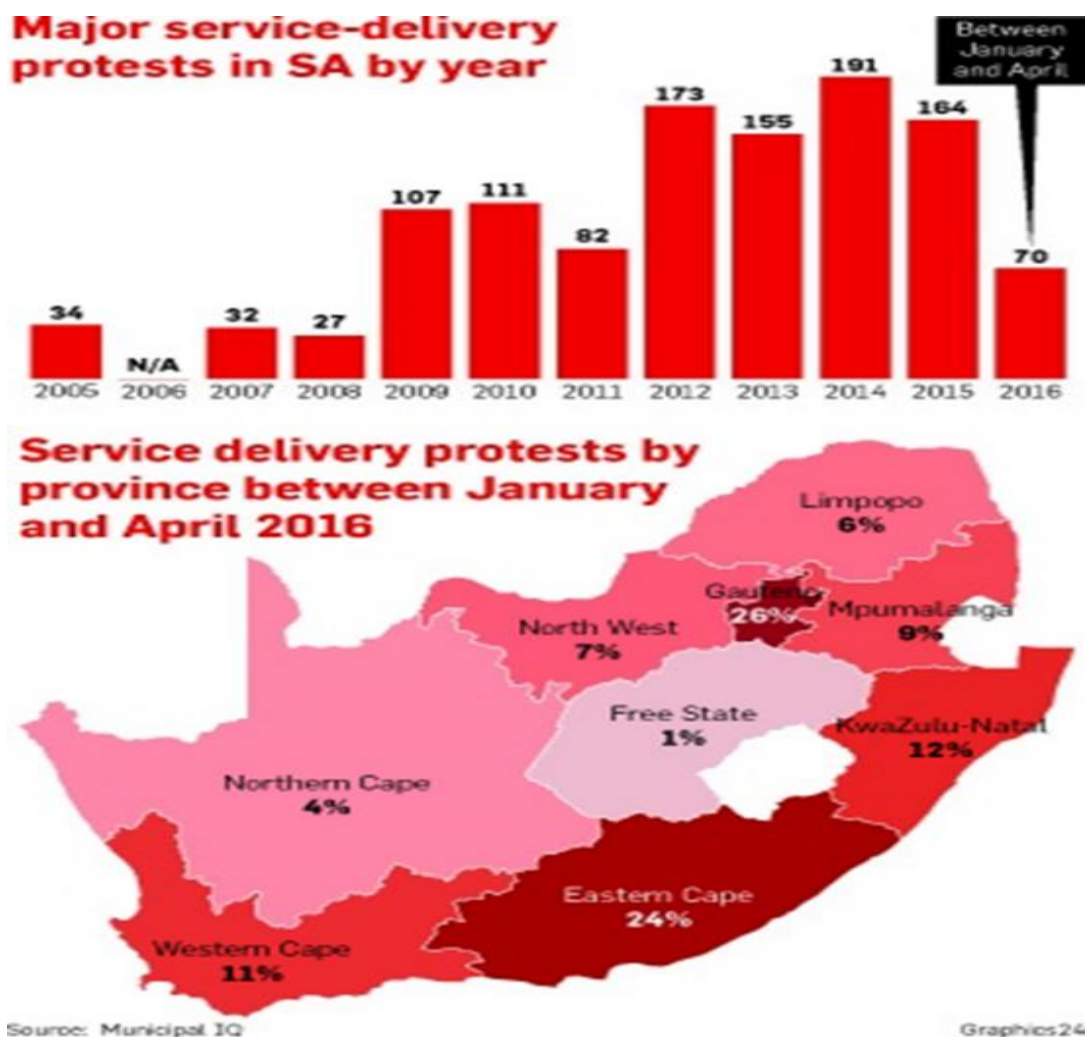 Major service-delivery
protests in SA by year
Between
January
and April
34
N/A
32
27
107
111
82
173
155
191
164
70
2005 2006 2007 2008 2009 2010 2011 2012 2013 2014 2015 2016
Service delivery protests by
province between January
and April 2016
Limpopo
6%
Gauteng
26%
Mpumalanga
9%
North West
7%
Free State
1%
KwaZulu-Natal
12%
Northern Cape
4%
Eastern Cape
24%
Western Cape
11%
Source: Municipal IQ
Graphics24